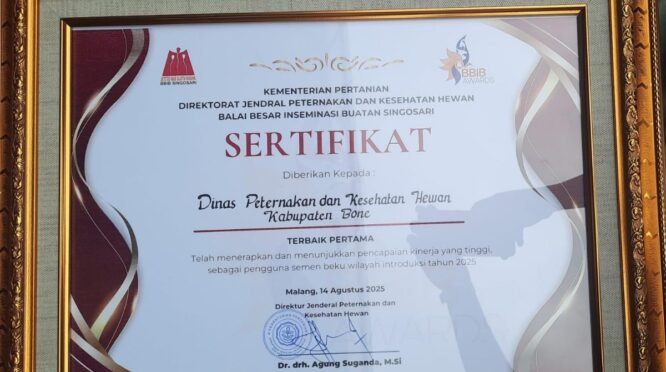 BBIB SINGOSARI
BBIB
AWARDS
KEMENTERIAN PERTANIAN
DIREKTORAT JENDRAL PETERNAKAN DAN KESEHATAN HEWAN
BALAI BESAR INSEMINASI BUATAN SINGOSARI
SERTIFIKAT
Diberikan Kepada :
Dinas Peternakan dan Kesehatan Hewan
Kabupaten Bone
TERBAIK PERTAMA
Telah menerapkan dan menunjukkan pencapaian kinerja yang tinggi,
sebagai pengguna semen beku wilayah introduksi tahun 2025
Malang, 14 Agustus 2025
Direktur Jenderal Peternakan dan
Kesehatan Hewan
Dr. drh. Agung Suganda, M.Si